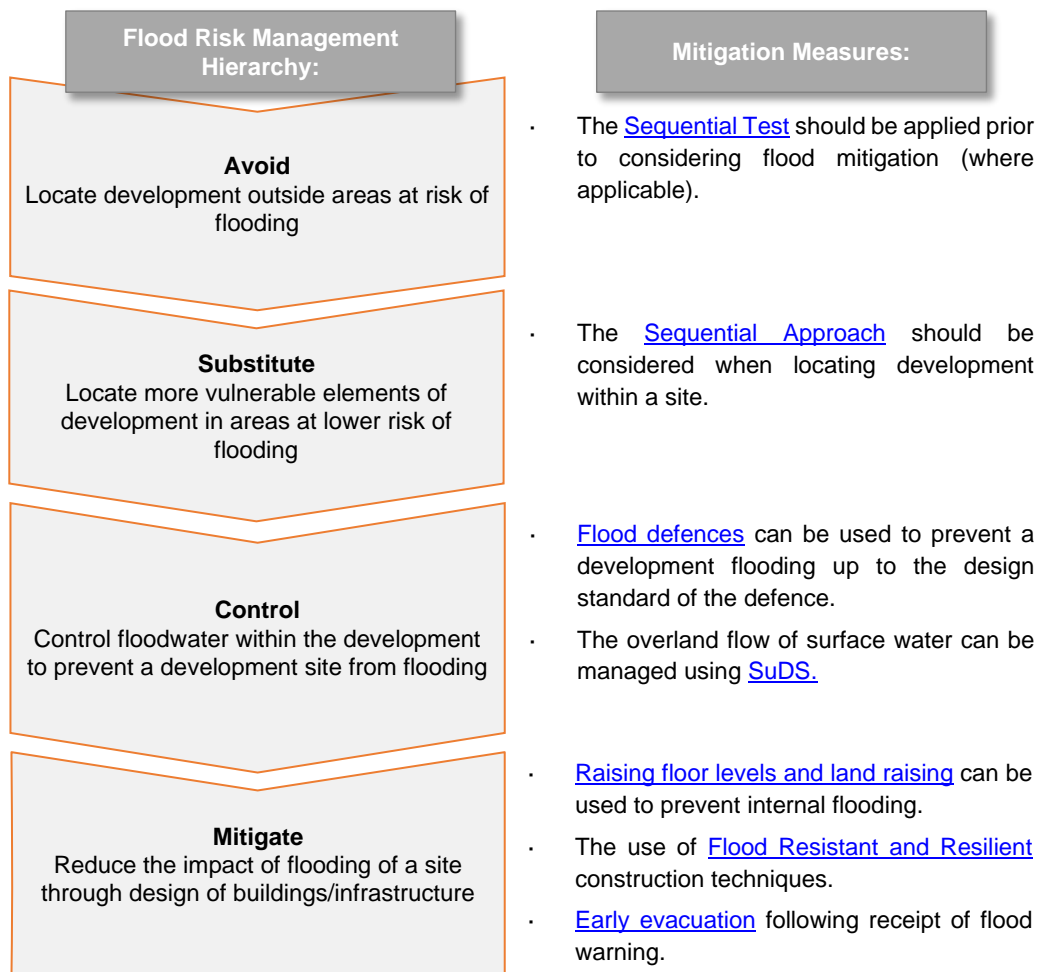 Flood Risk Management
Hierarchy:
Mitigation Measures:
Avoid
Locate development outside areas at risk of
flooding
· The Sequential Test should be applied prior
to considering flood mitigation (where
applicable).
Substitute
Locate more vulnerable elements of
development in areas at lower risk of
flooding
· The Sequential Approach should be
considered when locating development
within a site.
Control
Control floodwater within the development
to prevent a development site from flooding
· Flood defences can be used to prevent a
development flooding up to the design
standard of the defence.
· The overland flow of surface water can be
managed using SuDS.
Mitigate
Reduce the impact of flooding of a site
through design of buildings/infrastructure
· Raising floor levels and land raising can be
used to prevent internal flooding.
· The use of Flood Resistant and Resilient
construction techniques.
· Early evacuation following receipt of flood
warning.